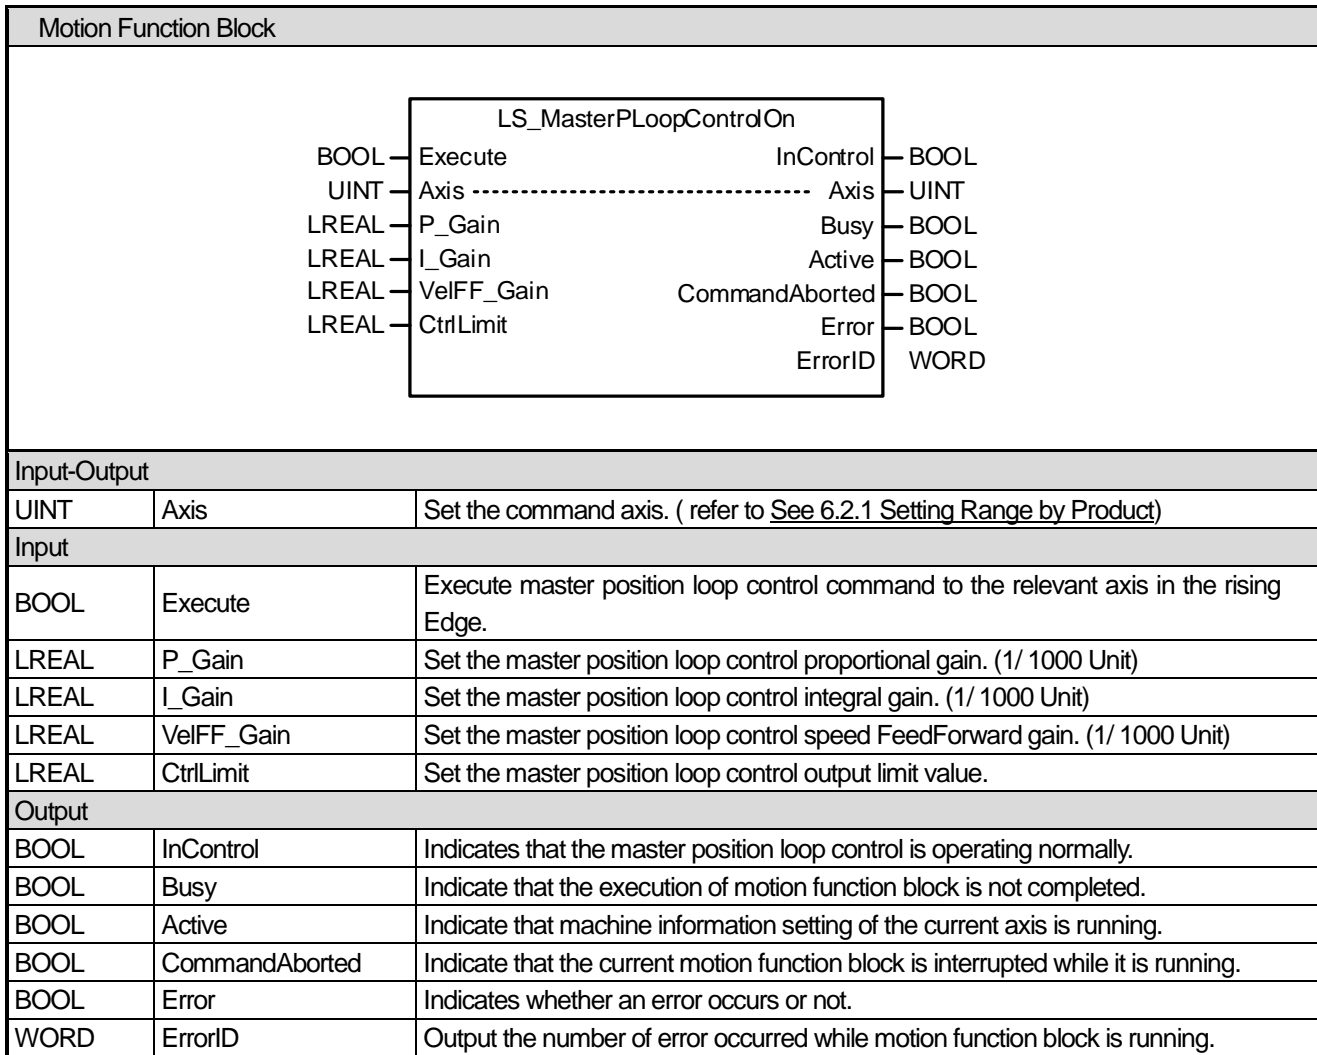 Motion Function Block
LS_MasterPLoopControlOn
BOOL Execute InControl BOOL
UINT Axis Axis UINT
LREAL P_Gain Busy BOOL
LREAL I_Gain Active BOOL
LREAL VelFF_Gain CommandAborted BOOL
LREAL CtrlLimit Error BOOL
ErrorID WORD
Input-Output
UINT Axis Set the command axis. ( refer to See 6.2.1 Setting Range by Product)
Input
BOOL Execute Execute master position loop control command to the relevant axis in the rising
Edge.
LREAL P_Gain Set the master position loop control proportional gain. (1/ 1000 Unit)
LREAL I_Gain Set the master position loop control integral gain. (1/ 1000 Unit)
LREAL VelFF_Gain Set the master position loop control speed FeedForward gain. (1/ 1000 Unit)
LREAL CtrlLimit Set the master position loop control output limit value.
Output
BOOL InControl Indicates that the master position loop control is operating normally.
BOOL Busy Indicate that the execution of motion function block is not completed.
BOOL Active Indicate that machine information setting of the current axis is running.
BOOL CommandAborted Indicate that the current motion function block is interrupted while it is running.
BOOL Error Indicates whether an error occurs or not.
WORD ErrorID Output the number of error occurred while motion function block is running.